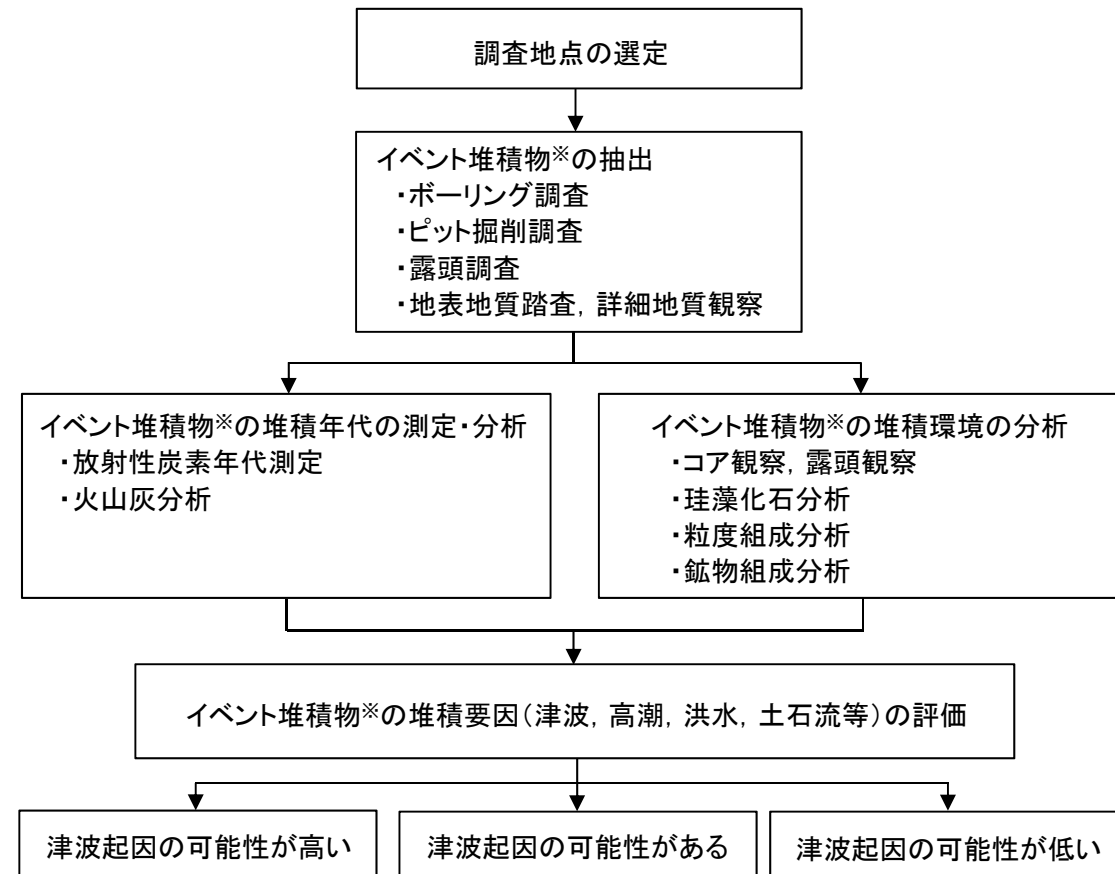 調査地点の選定
イベント堆積物※の抽出
・ボーリング調査
・ピット掘削調査
・露頭調査
・地表地質踏査, 詳細地質観察
イベント堆積物※の堆積年代の測定・分析
・放射性炭素年代測定
・火山灰分析
イベント堆積物※の堆積環境の分析
・コア観察, 露頭観察
・珪藻化石分析
・粒度組成分析
・鉱物組成分析
イベント堆積物※の堆積要因(津波, 高潮, 洪水, 土石流等)の評価
津波起因の可能性が高い
津波起因の可能性がある
津波起因の可能性が低い